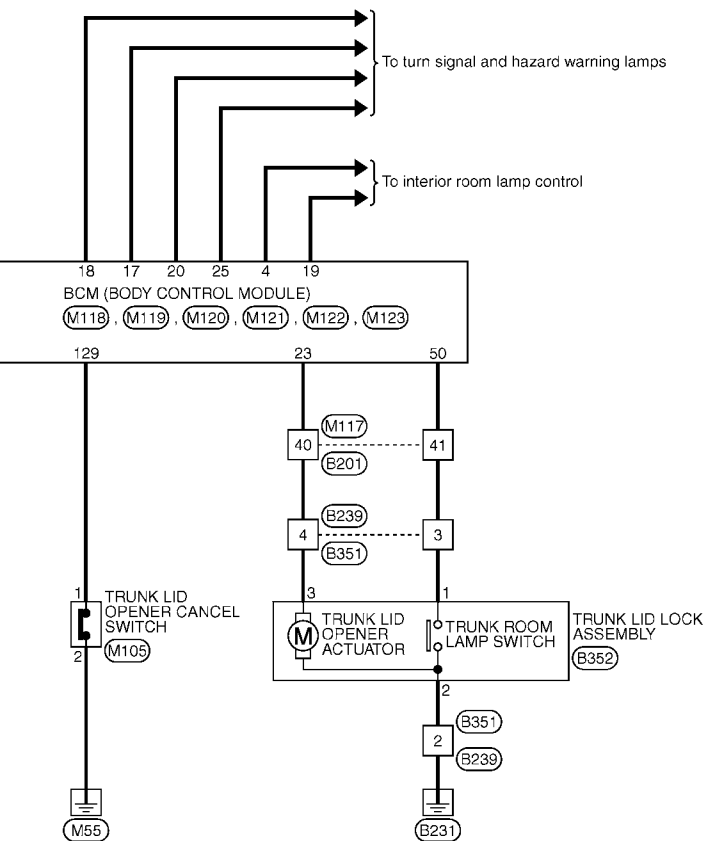 To turn signal and hazard warning lamps
To interior room lamp control
18 17 20 25 4 19
BCM (BODY CONTROL MODULE)
M118 , M119 , M120 , M121 , M122 , M123
129 23 50
M117
40 41
B201
B239
4 3
B351
1 3 1
TRUNK LID
OPENER CANCEL
SWITCH
M105
2
M
TRUNK LID
OPENER
ACTUATOR
TRUNK ROOM
LAMP SWITCH
TRUNK LID LOCK
ASSEMBLY
B352
2
B351
2
B239
M55
B231